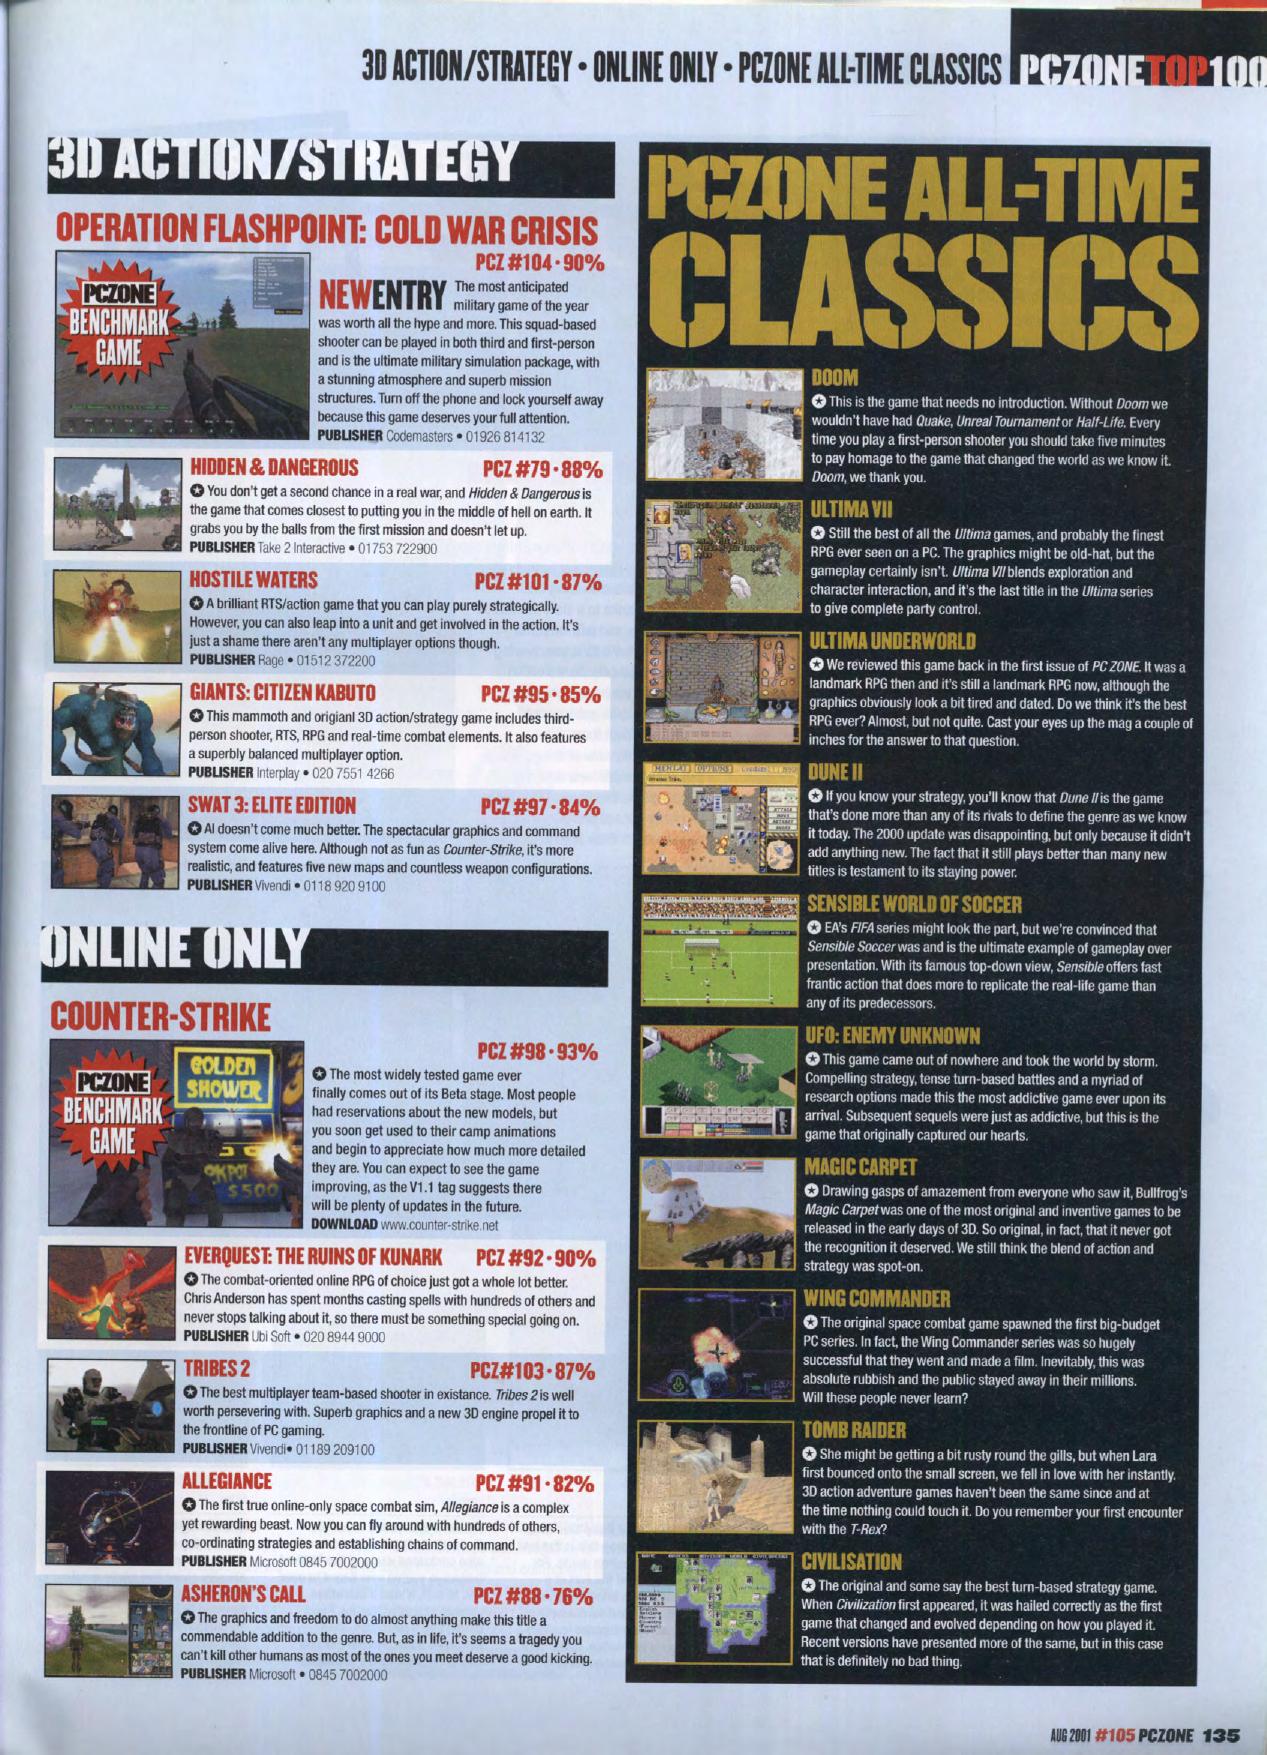 3D ACTION/STRATEGY • ONLINE ONLY • PCZONE ALL-TIME CLASSICS PCZONETOP100
3D ACTION/STRATEGY
OPERATION FLASHPOINT: COLD WAR CRISIS
PCZ #104 • 90%
PCZONE
BENCHMARK
GAME
NEWENTRY The most anticipated
military game of the year
was worth all the hype and more. This squad-based
shooter can be played in both third and first-person
and is the ultimate military simulation package, with
a stunning atmosphere and superb mission
structures. Turn off the phone and lock yourself away
because this game deserves your full attention.
PUBLISHER Codemasters • 01926 814132
HIDDEN & DANGEROUS PCZ #79 • 88%
You don't get a second chance in a real war, and Hidden & Dangerous is
the game that comes closest to putting you in the middle of hell on earth. It
grabs you by the balls from the first mission and doesn't let up.
PUBLISHER Take 2 Interactive • 01753 722900
HOSTILE WATERS PCZ #101 • 87%
A brilliant RTS/action game that you can play purely strategically.
However, you can also leap into a unit and get involved in the action. It's
just a shame there aren't any multiplayer options though.
PUBLISHER Rage • 01512 372200
GIANTS: CITIZEN KABUTO PCZ #95 • 85%
This mammoth and origianl 3D action/strategy game includes third-
person shooter, RTS, RPG and real-time combat elements. It also features
a superbly balanced multiplayer option.
PUBLISHER Interplay • 020 7551 4266
SWAT 3: ELITE EDITION PCZ #97 • 84%
AI doesn't come much better. The spectacular graphics and command
system come alive here. Although not as fun as Counter-Strike, it's more
realistic, and features five new maps and countless weapon configurations.
PUBLISHER Vivendi • 0118 920 9100
ONLINE ONLY
COUNTER-STRIKE
PCZ #98 • 93%
PCZONE
BENCHMARK
GAME
GOLDEN
SHOWER
$500
The most widely tested game ever
finally comes out of its Beta stage. Most people
had reservations about the new models, but
you soon get used to their camp animations
and begin to appreciate how much more detailed
they are. You can expect to see the game
improving, as the V1.1 tag suggests there
will be plenty of updates in the future.
DOWNLOAD www.counter-strike.net
EVERQUEST: THE RUINS OF KUNARK PCZ #92 • 90%
The combat-oriented online RPG of choice just got a whole lot better.
Chris Anderson has spent months casting spells with hundreds of others and
never stops talking about it, so there must be something special going on.
PUBLISHER Ubi Soft • 020 8944 9000
TRIBES 2 PCZ#103 • 87%
The best multiplayer team-based shooter in existance. Tribes 2 is well
worth persevering with. Superb graphics and a new 3D engine propel it to
the frontline of PC gaming.
PUBLISHER Vivendi• 01189 209100
ALLEGIANCE PCZ #91 • 82%
The first true online-only space combat sim, Allegiance is a complex
yet rewarding beast. Now you can fly around with hundreds of others,
co-ordinating strategies and establishing chains of command.
PUBLISHER Microsoft 0845 7002000
ASHERON'S CALL PCZ #88 • 76%
The graphics and freedom to do almost anything make this title a
commendable addition to the genre. But, as in life, it's seems a tragedy you
can't kill other humans as most of the ones you meet deserve a good kicking.
PUBLISHER Microsoft • 0845 7002000
PCZONE ALL-TIME
CLASSICS
DOOM
This is the game that needs no introduction. Without Doom we
wouldn't have had Quake, Unreal Tournament or Half-Life. Every
time you play a first-person shooter you should take five minutes
to pay homage to the game that changed the world as we know it.
Doom, we thank you.
ULTIMA VII
Still the best of all the Ultima games, and probably the finest
RPG ever seen on a PC. The graphics might be old-hat, but the
gameplay certainly isn't. Ultima VII blends exploration and
character interaction, and it's the last title in the Ultima series
to give complete party control.
ULTIMA UNDERWORLD
We reviewed this game back in the first issue of PC ZONE. It was a
landmark RPG then and it's still a landmark RPG now, although the
graphics obviously look a bit tired and dated. Do we think it's the best
RPG ever? Almost, but not quite. Cast your eyes up the mag a couple of
inches for the answer to that question.
DUNE II
If you know your strategy, you'll know that Dune II is the game
that's done more than any of its rivals to define the genre as we know
it today. The 2000 update was disappointing, but only because it didn't
add anything new. The fact that it still plays better than many new
titles is testament to its staying power.
SENSIBLE WORLD OF SOCCER
EA's FIFA series might look the part, but we're convinced that
Sensible Soccer was and is the ultimate example of gameplay over
presentation. With its famous top-down view, Sensible offers fast
frantic action that does more to replicate the real-life game than
any of its predecessors.
UFO: ENEMY UNKNOWN
This game came out of nowhere and took the world by storm.
Compelling strategy, tense turn-based battles and a myriad of
research options made this the most addictive game ever upon its
arrival. Subsequent sequels were just as addictive, but this is the
game that originally captured our hearts.
MAGIC CARPET
Drawing gasps of amazement from everyone who saw it, Bullfrog's
Magic Carpet was one of the most original and inventive games to be
released in the early days of 3D. So original, in fact, that it never got
the recognition it deserved. We still think the blend of action and
strategy was spot-on.
WING COMMANDER
The original space combat game spawned the first big-budget
PC series. In fact, the Wing Commander series was so hugely
successful that they went and made a film. Inevitably, this was
absolute rubbish and the public stayed away in their millions.
Will these people never learn?
TOMB RAIDER
She might be getting a bit rusty round the gills, but when Lara
first bounced onto the small screen, we fell in love with her instantly.
3D action adventure games haven't been the same since and at
the time nothing could touch it. Do you remember your first encounter
with the T-Rex?
CIVILISATION
The original and some say the best turn-based strategy game.
When Civilization first appeared, it was hailed correctly as the first
game that changed and evolved depending on how you played it.
Recent versions have presented more of the same, but in this case
that is definitely no bad thing.
AUG 2001 #105 PCZONE 135